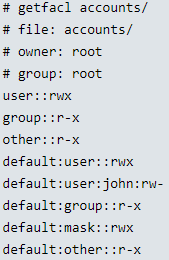 # getfacl accounts/
# file: accounts/
# owner: root
# group: root
user::rwx
group::r-x
other::r-x
default:user::rwx
default:user:john:rw-
default:group::r-x
default:mask::rwx
default:other::r-x